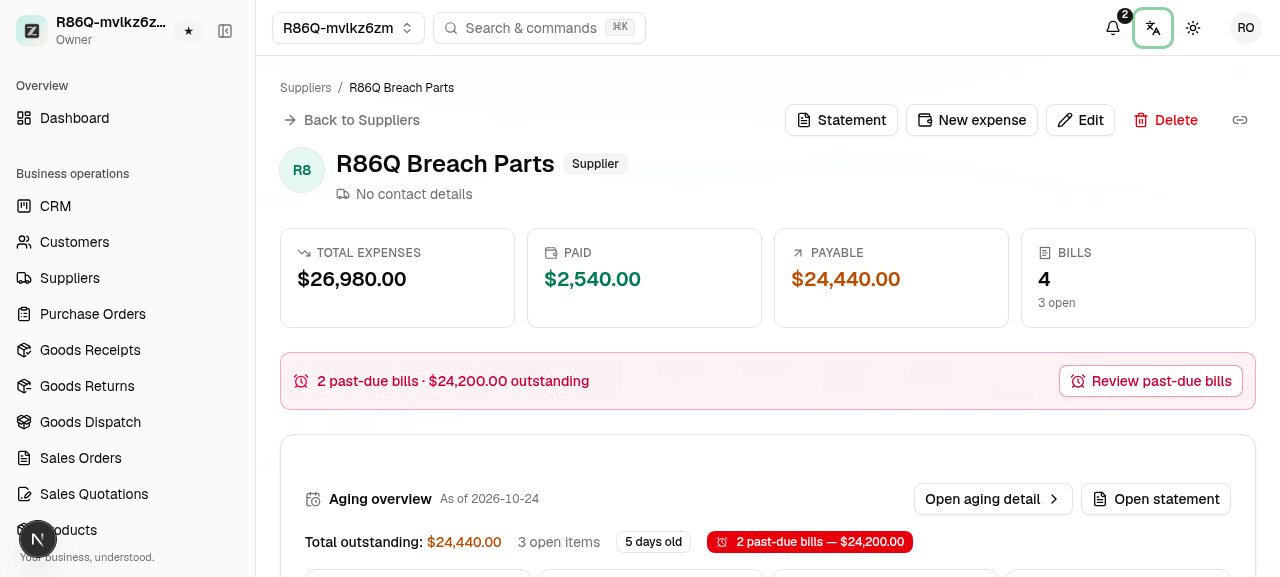 R86Q-mvlkz6z...
Owner
★
Overview
Dashboard
Business operations
CRM
Customers
Suppliers
Purchase Orders
Goods Receipts
Goods Returns
Goods Dispatch
Sales Orders
Sales Quotations
Your business, understood.
R86Q-mvlkz6zm
Search & commands ⌘K
2
RO
Suppliers / R86Q Breach Parts
Back to Suppliers
Statement
New expense
Edit
Delete
R8
R86Q Breach Parts
Supplier
No contact details
TOTAL EXPENSES
$26,980.00
PAID
$2,540.00
PAYABLE
$24,440.00
BILLS
4
3 open
2 past-due bills · $24,200.00 outstanding
Review past-due bills
Aging overview
As of 2026-10-24
Open aging detail
Open statement
Total outstanding: $24,440.00
3 open items
5 days old
2 past-due bills — $24,200.00